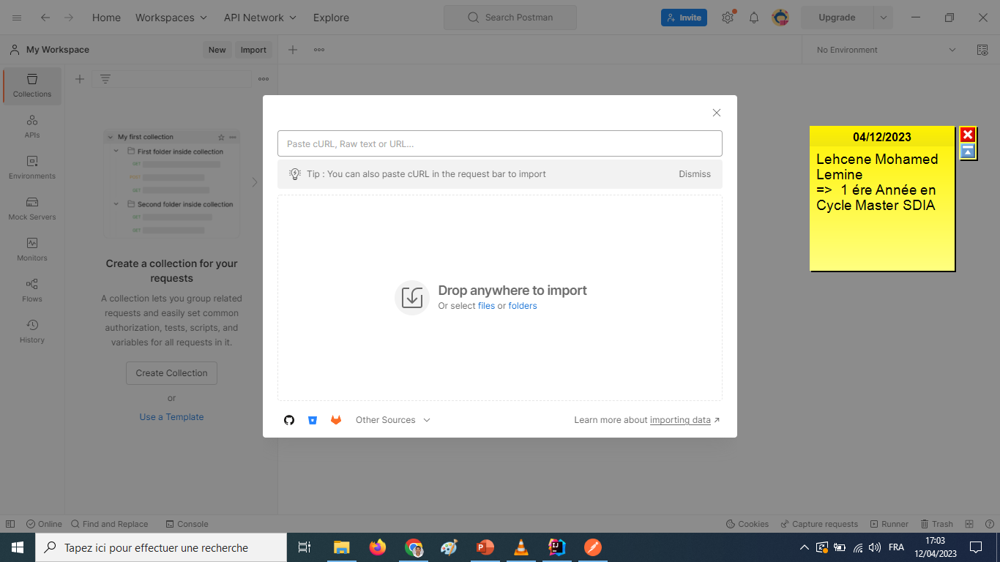 Home
Workspaces
API Network
Explore
Search Postman
Invite
Upgrade
My Workspace
New
Import
No Environment
Collections
APIs
Environments
Mock Servers
Monitors
Flows
History
My first collection
First folder inside collection
GET
POST
GET
Second folder inside collection
GET
GET
Create a collection for your
requests
A collection lets you group related
requests and easily set common
authorization, tests, scripts, and
variables for all requests in it.
Create Collection
or
Use a Template
Paste cURL, Raw text or URL...
Tip : You can also paste cURL in the request bar to import
Dismiss
Drop anywhere to import
Or select files or folders
Other Sources
Learn more about importing data
04/12/2023
Lehcene Mohamed
Lemine
=> 1 ére Année en
Cycle Master SDIA
Online
Find and Replace
Console
Cookies
Capture requests
Runner
Trash
Tapez ici pour effectuer une recherche
FRA
17:03
12/04/2023